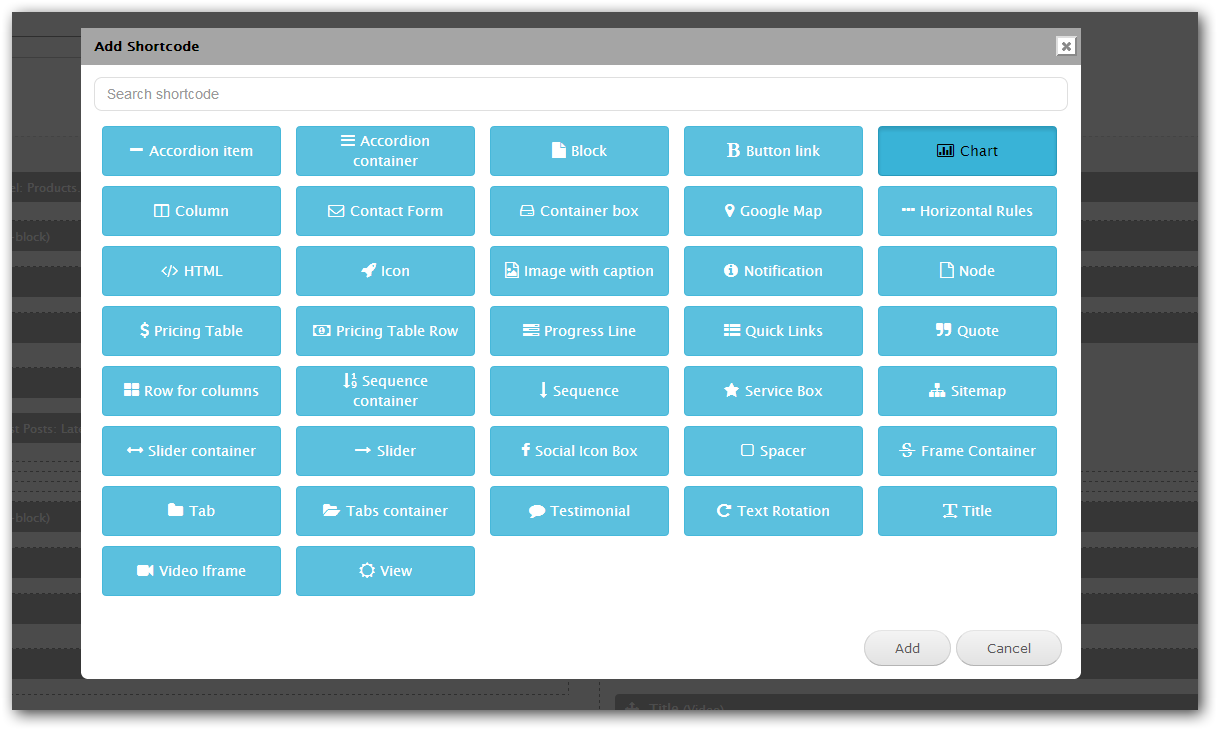 Add Shortcode
Search shortcode
Accordion item
Accordion
container
Block
Button link
Chart
Column
Contact Form
Container box
Google Map
Horizontal Rules
HTML
Icon
Image with caption
Notification
Node
Pricing Table
Pricing Table Row
Progress Line
Quick Links
Quote
Row for columns
Sequence
container
Sequence
Service Box
Sitemap
Slider container
Slider
Social Icon Box
Spacer
Frame Container
Tab
Tabs container
Testimonial
Text Rotation
Title
Video Iframe
View
Add
Cancel
el: Products.
block)
ct Posts: Late
block)
Title (Video)